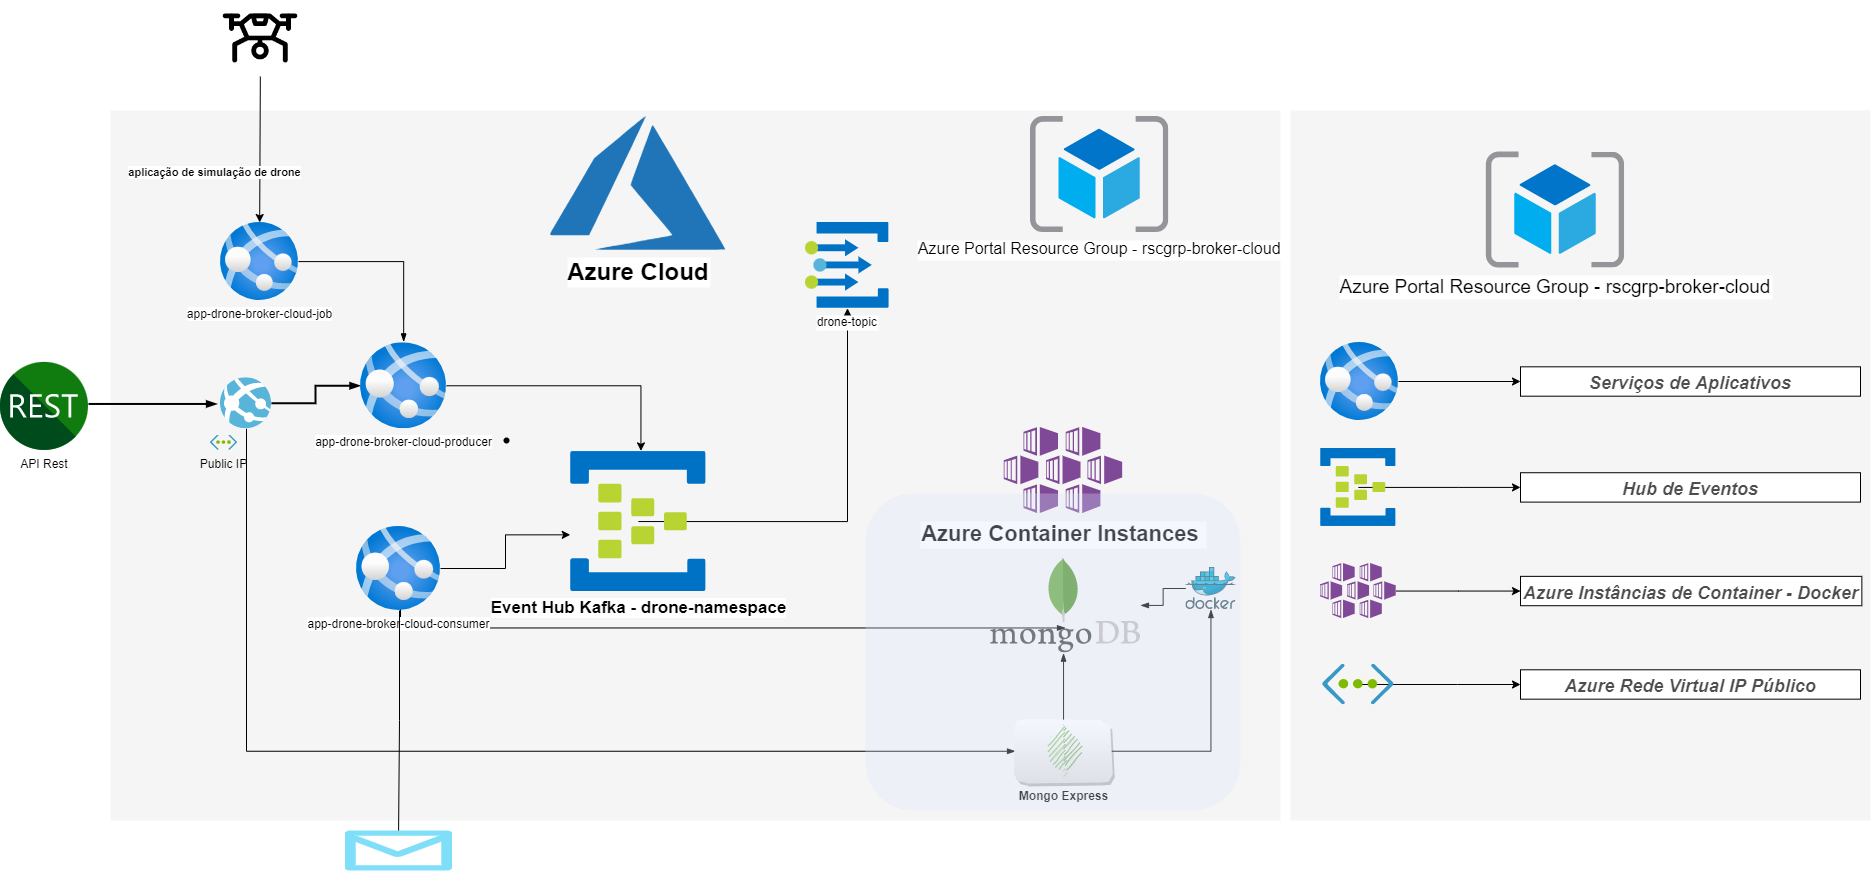 aplicação de simulação de drone
Azure Cloud
Azure Portal Resource Group - rscgrp-broker-cloud
app-drone-broker-cloud-job
drone-topic
REST
API Rest
Public IP
app-drone-broker-cloud-producer
Event Hub Kafka - drone-namespace
app-drone-broker-cloud-consumer
Azure Container Instances
mongoDB
docker
Mongo Express
Azure Portal Resource Group - rscgrp-broker-cloud
Serviços de Aplicativos
Hub de Eventos
Azure Instâncias de Container - Docker
Azure Rede Virtual IP Público